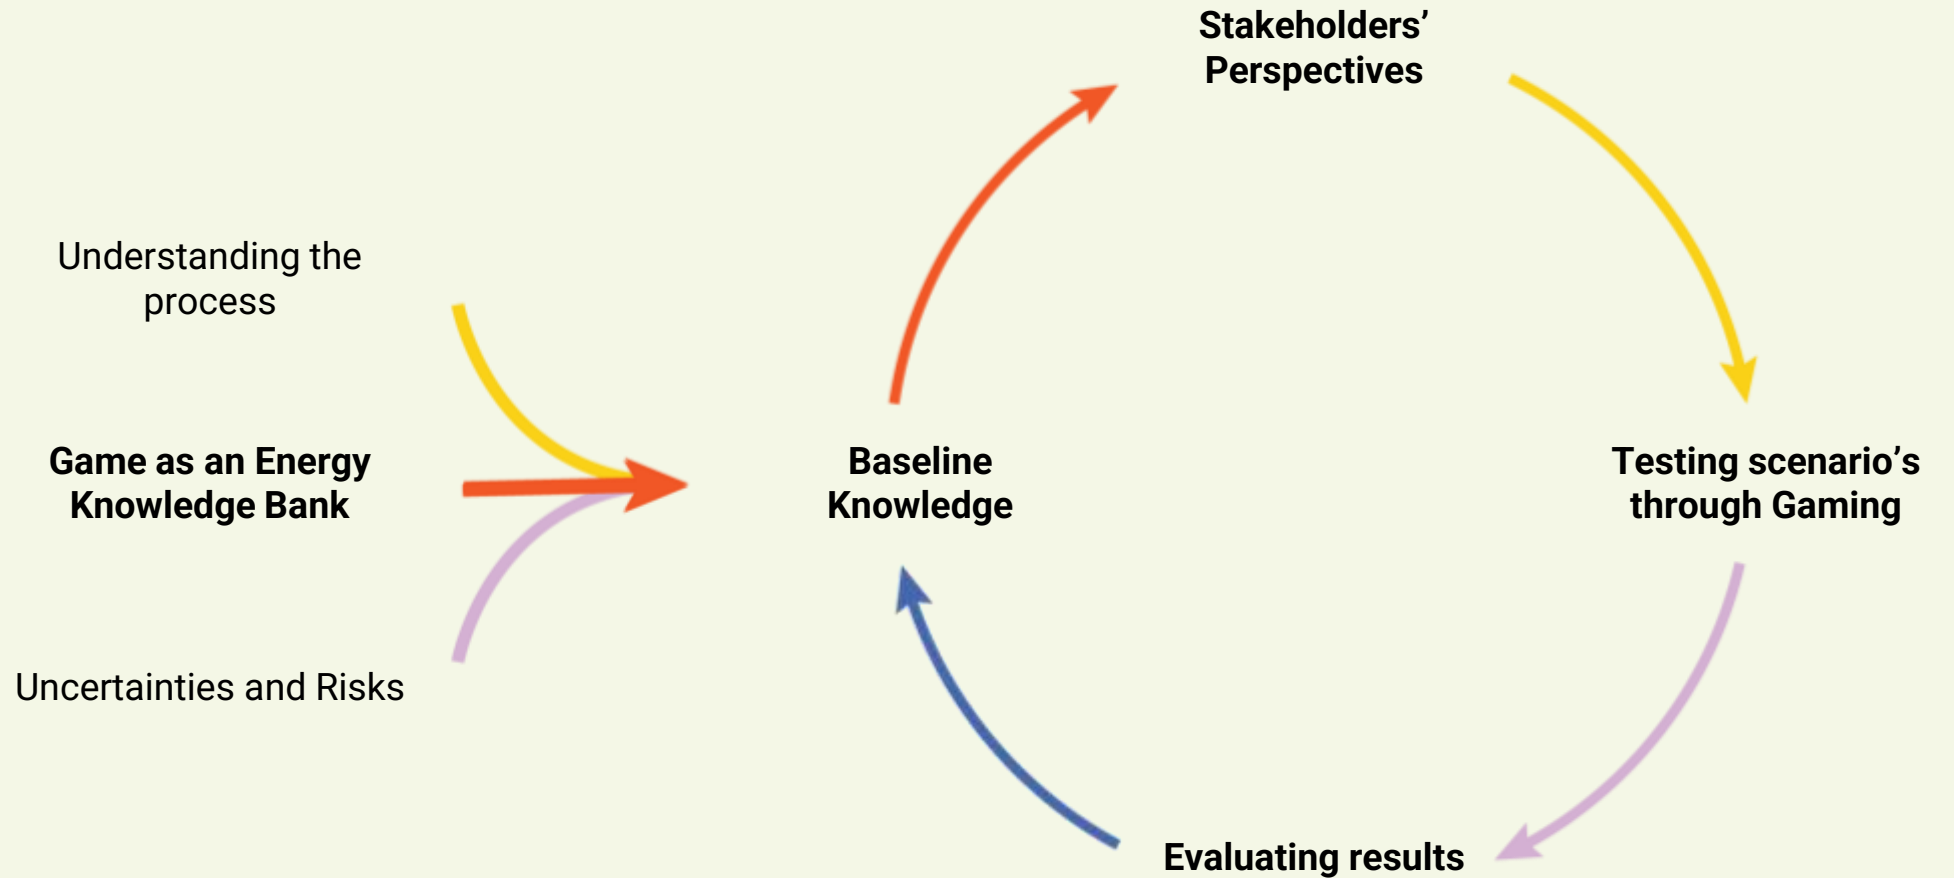 Stakeholders’
Perspectives
Understanding the
process
Game as an Energy
Knowledge Bank
Baseline
Knowledge
Testing scenario’s
through Gaming
Uncertainties and Risks
Evaluating results